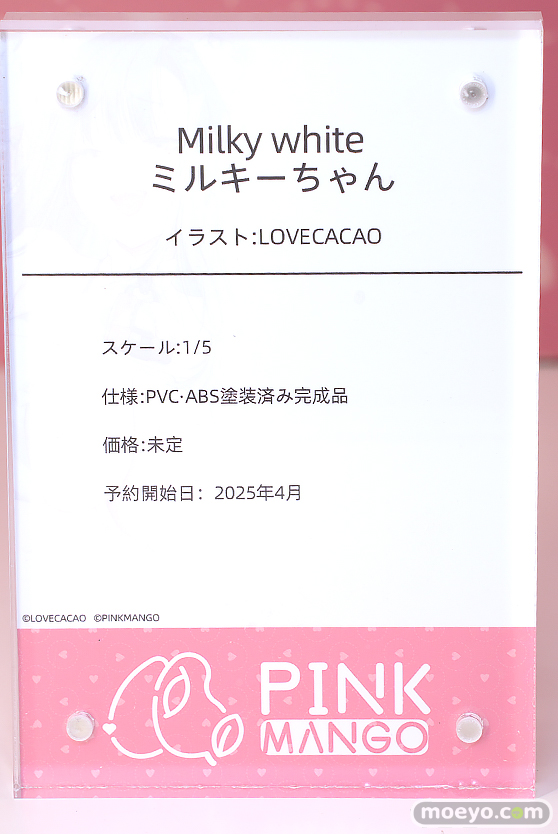 Milky white
ミルキーちゃん
イラスト:LOVECACAO
スケール:1/5
仕様:PVC·ABS塗装済み完成品
価格:未定
予約開始日：2025年4月
©LOVECACAO ©PINKMANGO
PINK
MANGO
moeyo.com